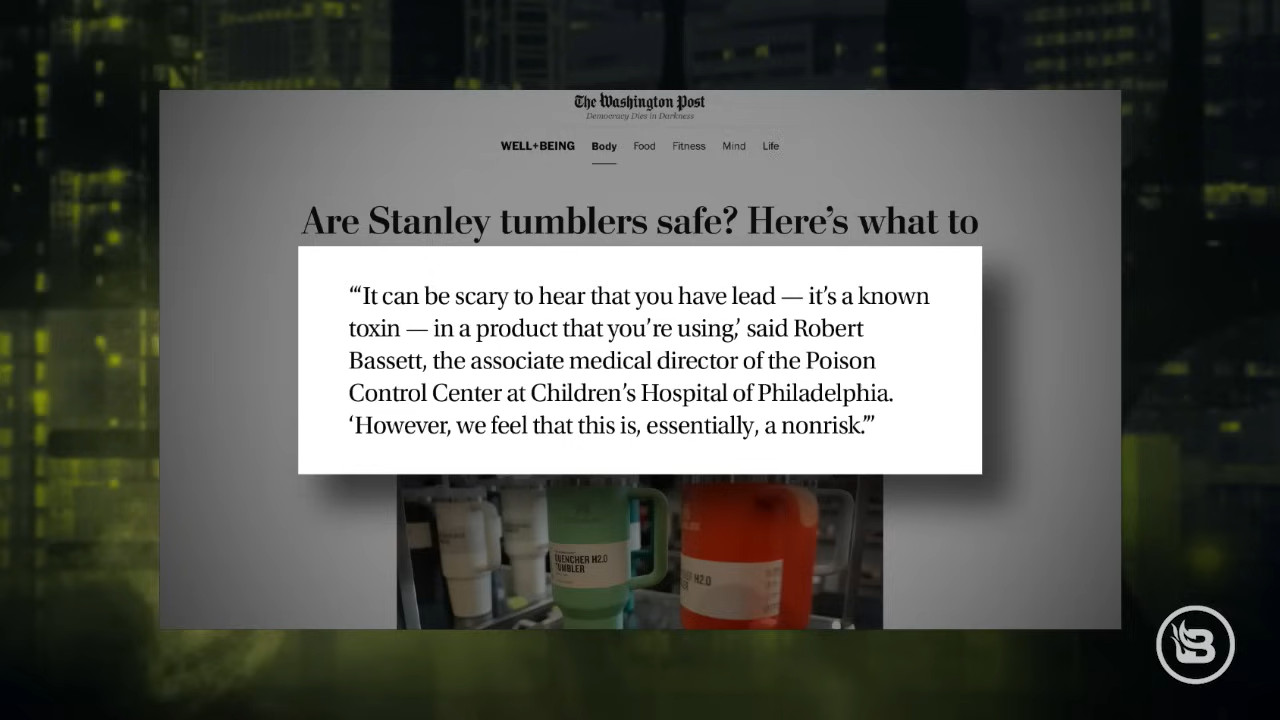 The Washington Post
Democracy Dies in Darkness
WELL+BEING Body Food Fitness Mind Life
Are Stanley tumblers safe? Here’s what to
“‘It can be scary to hear that you have lead — it’s a known
toxin — in a product that you’re using,’ said Robert
Bassett, the associate medical director of the Poison
Control Center at Children’s Hospital of Philadelphia.
‘However, we feel that this is, essentially, a nonrisk.’”
QUENCHER H2.0
TUMBLER
H2.0
B